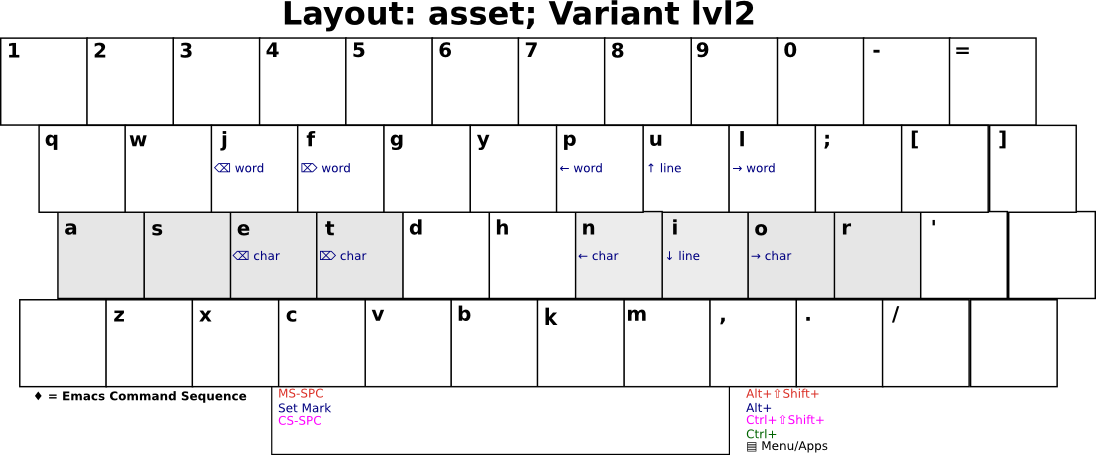 Layout: asset; Variant lvl2
1 2 3 4 5 6 7 8 9 0 - =
q w j f g y p u l ; [ ]
⌫ word ⌦ word ← word ↑ line → word
a s e t d h n i o r '
⌫ char ⌦ char ← char ↓ line → char
z x c v b k m , . /
♦ = Emacs Command Sequence
MS-SPC
Set Mark
CS-SPC
Alt+⇧Shift+
Alt+
Ctrl+⇧Shift+
Ctrl+
▤ Menu/Apps